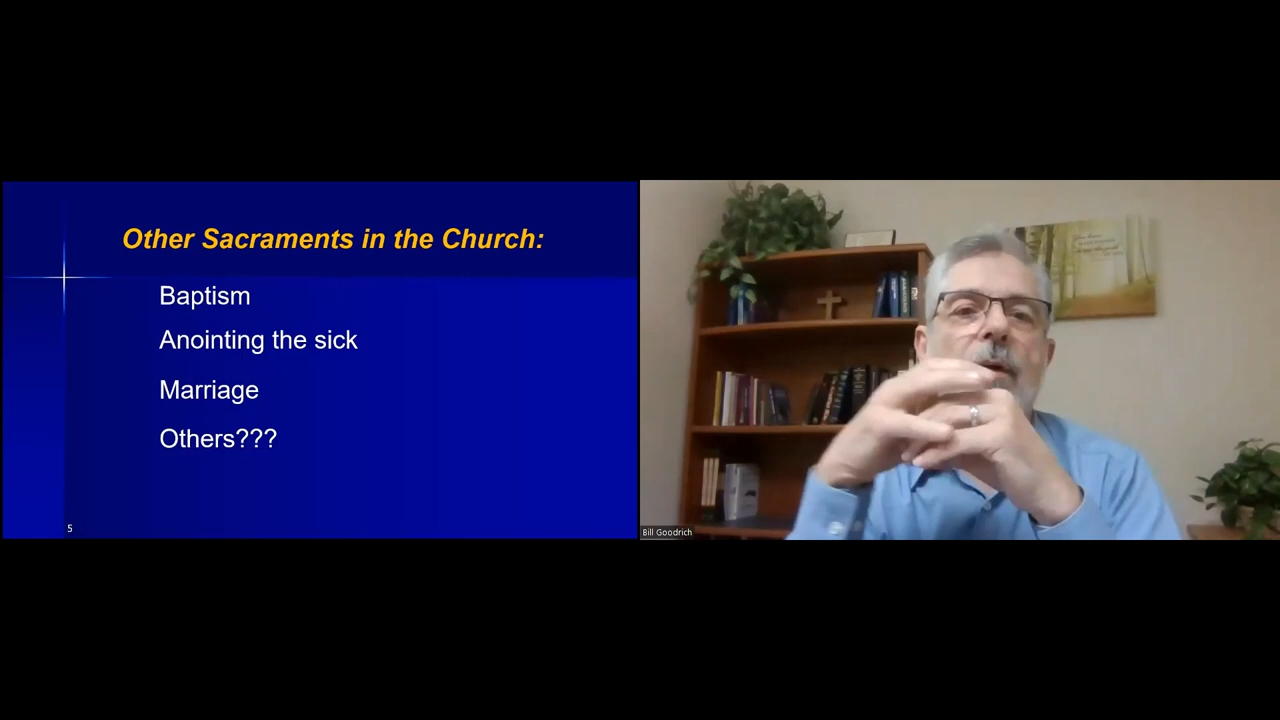 Other Sacraments in the Church:
Baptism
Anointing the sick
Marriage
Others???
5
Bill Goodrich